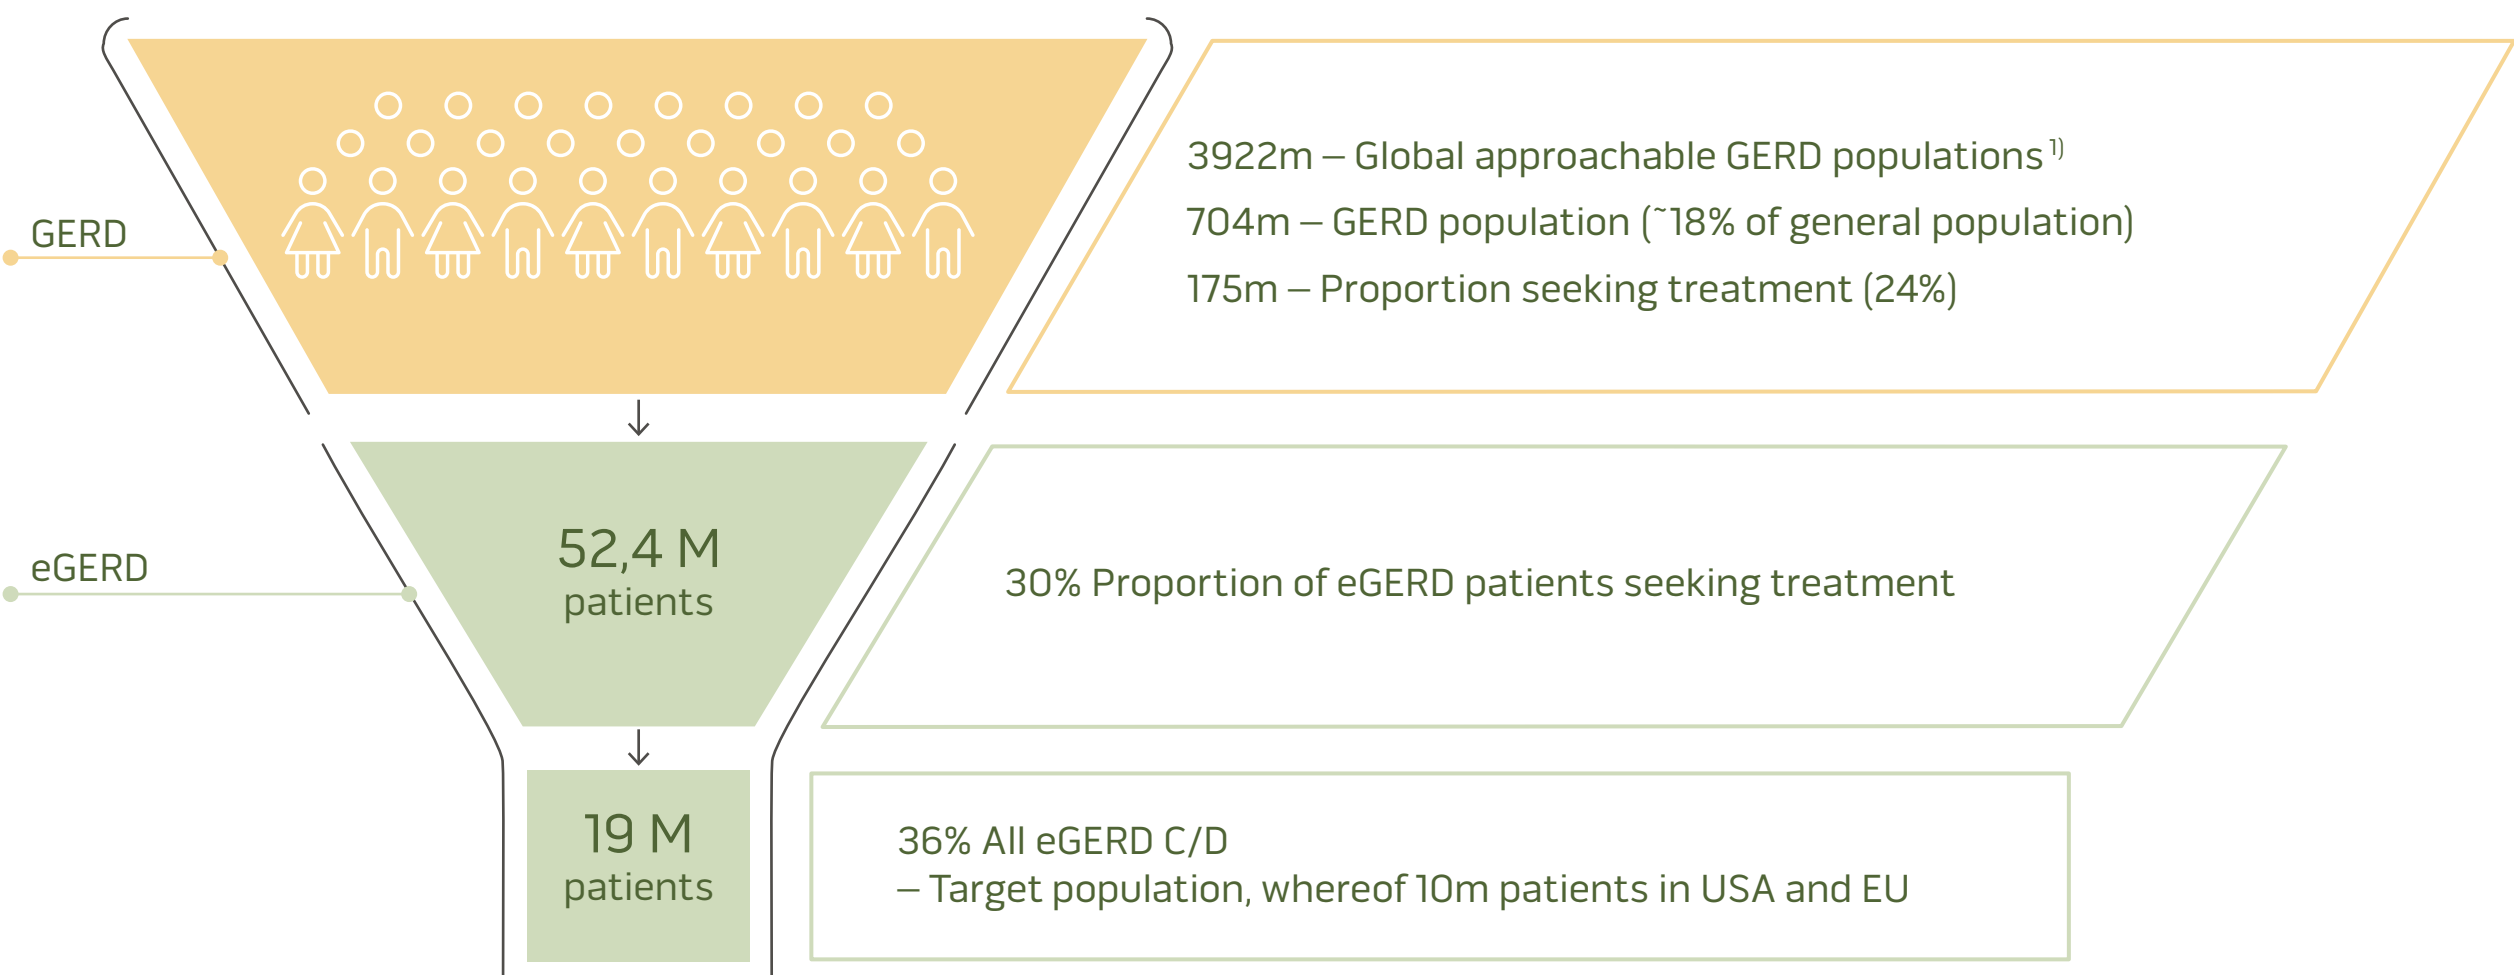 GERD
3922m – Global approachable GERD populations 1)
704m – GERD population (~18% of general population)
175m – Proportion seeking treatment (24%)
eGERD
52,4 M
patients
30% Proportion of eGERD patients seeking treatment
19 M
patients
36% All eGERD C/D
– Target population, whereof 10m patients in USA and EU